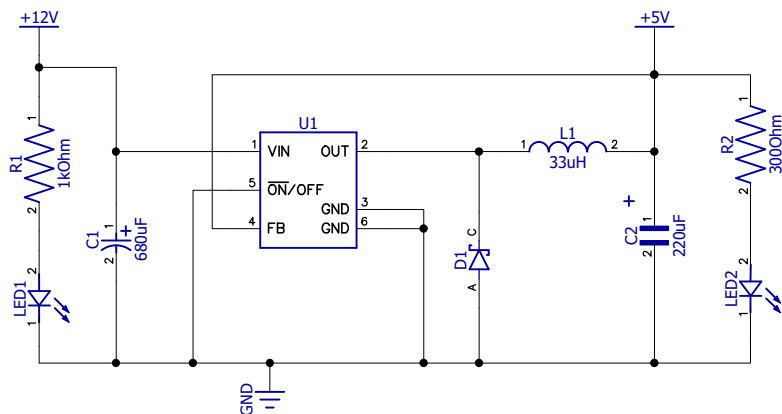 +12V
+5V
1
R1
1kOhm
2
2
LED1
1
1
+
C1
680uF
2
U1
1 VIN OUT 2
5 ON/OFF
GND 3
4 FB GND 6
1 L1 2
33uH
C
D1
A
+
1
C2
220uF
2
1
R2
300Ohm
2
2
LED2
1
GND